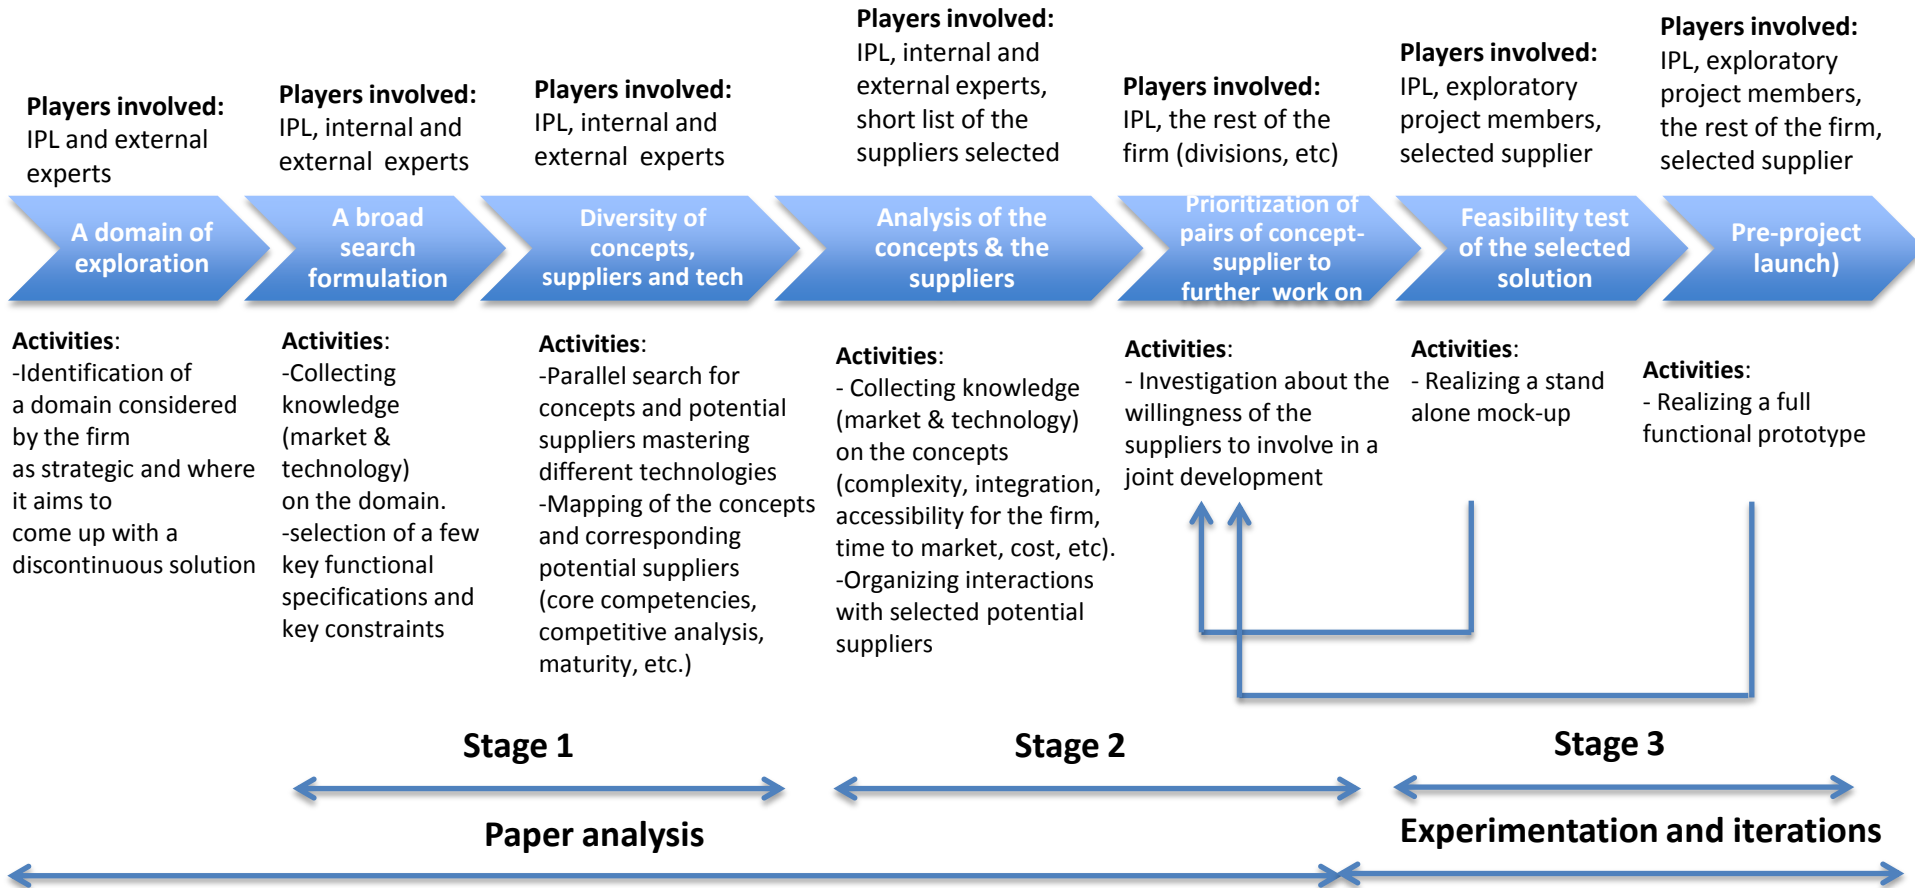 Players involved:
IPL and external
experts
Players involved:
IPL, internal and
external  experts
Players involved:
IPL, internal and
external  experts
Players involved:
IPL, internal and
external experts,
short list of the
suppliers selected
Players involved:
IPL, the rest of the
firm (divisions, etc)
Players involved:
IPL, exploratory
project members,
selected supplier
Players involved:
IPL, exploratory
project members,
the rest of the firm,
selected supplier
A domain of
exploration
A broad
search
formulation
Diversity of
concepts,
suppliers and tech
Analysis of the
concepts & the
suppliers
Prioritization of
pairs of concept-
supplier to
further  work on
Feasibility test
of the selected
solution
Pre-project
launch)
Activities:
-Identification of
a domain considered
by the firm
as strategic and where
it aims to
come up with a
discontinuous solution
Activities:
-Collecting
knowledge
(market &
technology)
on the domain.
-selection of a few
key functional
specifications and
key constraints
Activities:
-Parallel search for
concepts and potential
suppliers mastering
different technologies
-Mapping of the concepts
and corresponding
potential suppliers
(core competencies,
competitive analysis,
maturity, etc.)
Activities:
- Collecting knowledge
(market & technology)
on the concepts
(complexity, integration,
accessibility for the firm,
time to market, cost, etc).
-Organizing interactions
with selected potential
suppliers
Activities:
- Investigation about the
willingness of the
suppliers to involve in a
joint development
Activities:
- Realizing a stand
alone mock-up
Activities:
- Realizing a full
functional prototype
Stage 1
Stage 2
Stage 3
Paper analysis
Experimentation and iterations